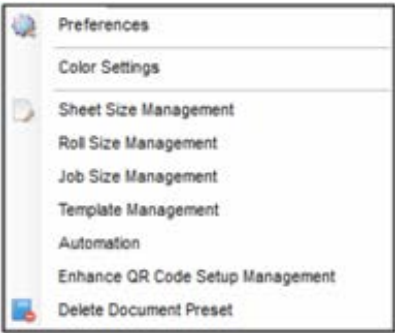 Preferences
Color Settings
Sheet Size Management
Roll Size Management
Job Size Management
Template Management
Automation
Enhance QR Code Setup Management
Delete Document Preset